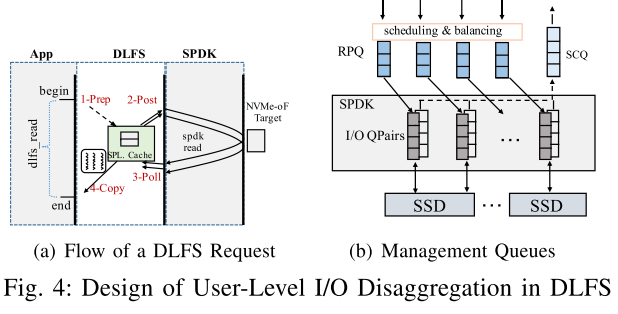 App DLFS SPDK
begin
1-Prep 2-Post
NVMe-oF
Target
dlfs_read
spdk
read
SPL. Cache
3-Poll
4-Copy
end
(a) Flow of a DLFS Request
scheduling & balancing
RPQ
SCQ
SPDK
I/O QPairs
...
SSD ... SSD
(b) Management Queues
Fig. 4: Design of User-Level I/O Disaggregation in DLFS